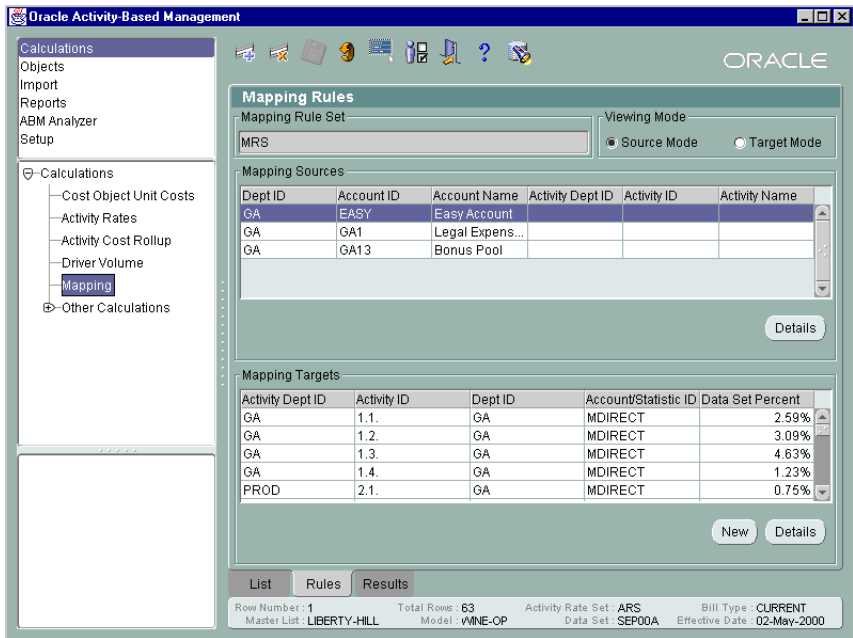 Oracle Activity-Based Management
Calculations
Objects
Import
Reports
ABM Analyzer
Setup
ORACLE
Calculations
Cost Object Unit Costs
Activity Rates
Activity Cost Rollup
Driver Volume
Mapping
Other Calculations
Mapping Rules
Mapping Rule Set
MRS
Viewing Mode
Source Mode Target Mode
Mapping Sources
Dept ID Account ID Account Name Activity Dept ID Activity ID Activity Name
GA EASY Easy Account
GA GA1 Legal Expens...
GA GA13 Bonus Pool
Details
Mapping Targets
Activity Dept ID Activity ID Dept ID Account/Statistic ID Data Set Percent
GA 1.1. GA MDIRECT 2.59%
GA 1.2. GA MDIRECT 3.09%
GA 1.3. GA MDIRECT 4.63%
GA 1.4. GA MDIRECT 1.23%
PROD 2.1. GA MDIRECT 0.75%
New Details
List Rules Results
Row Number : 1 Total Rows : 63 Activity Rate Set : ARS Bill Type : CURRENT
Master List : LIBERTY-HILL Model : WINE-OP Data Set : SEP00A Effective Date : 02-May-2000